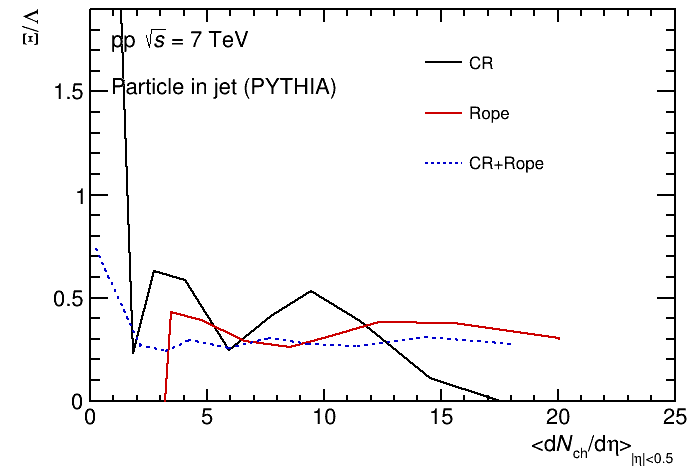 Ξ/Λ
pp √s = 7 TeV
Particle in jet (PYTHIA)
CR
Rope
CR+Rope
1.5
1
0.5
0
0 5 10 15 20 25
<dN_ch/dη>_|η|<0.5